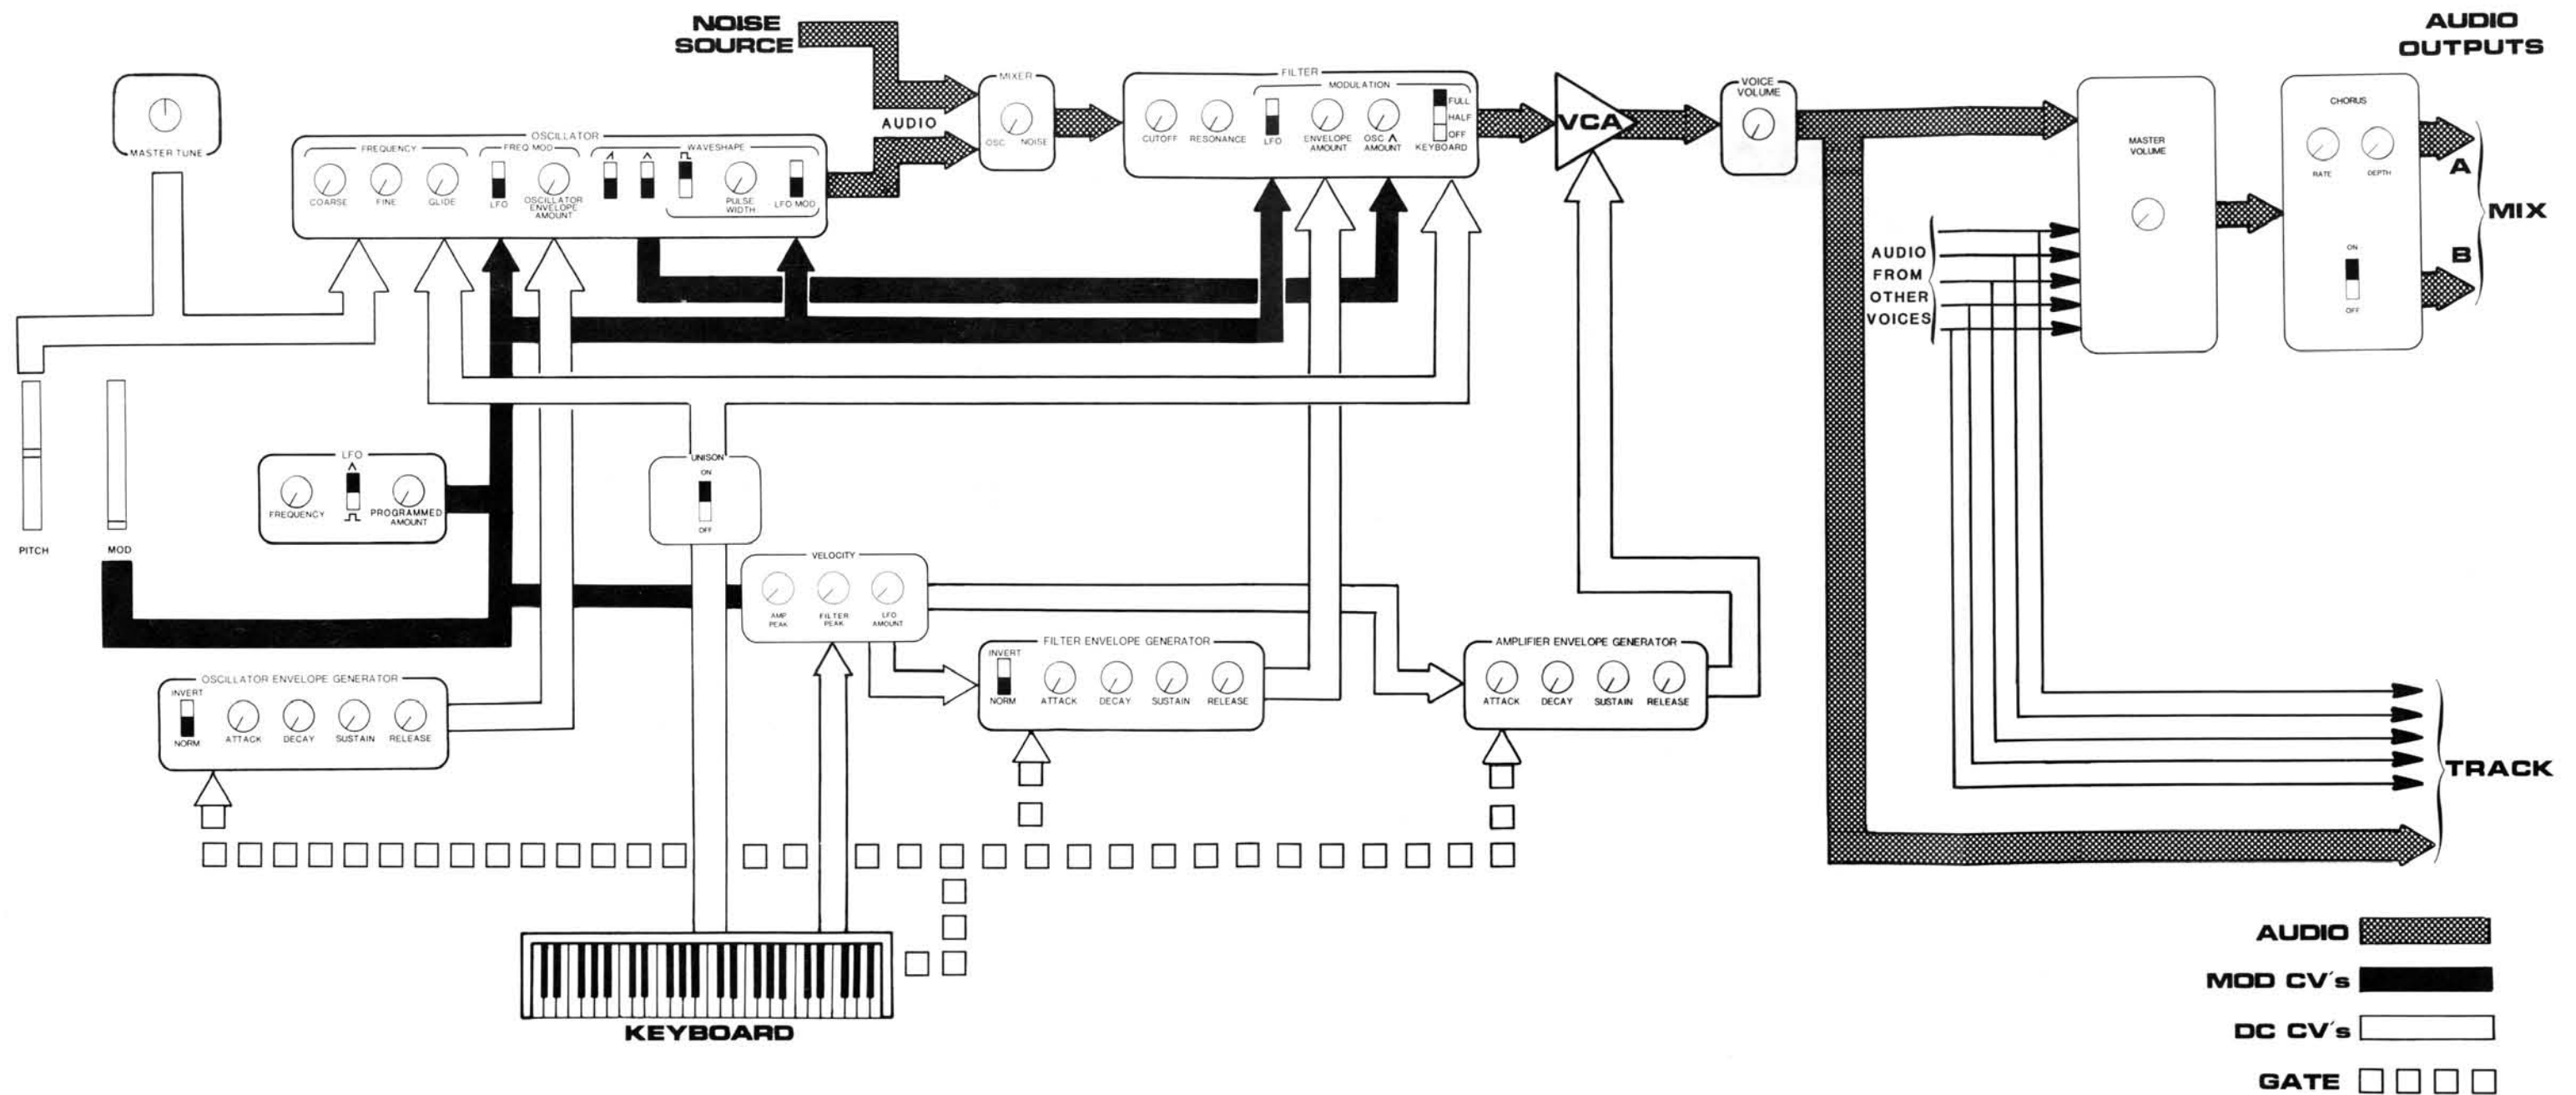 NOISE
SOURCE
AUDIO
OUTPUTS
MASTER TUNE
OSCILLATOR
FREQUENCY
COARSE
FINE
GLIDE
FREQ MOD
LFO
OSCILLATOR
ENVELOPE
AMOUNT
WAVESHAPE
PULSE
WIDTH
LFO MOD
AUDIO
MIXER
OSC
NOISE
FILTER
CUTOFF
RESONANCE
MODULATION
LFO
ENVELOPE
AMOUNT
OSC
AMOUNT
FULL
HALF
OFF
KEYBOARD
VCA
VOICE
VOLUME
AUDIO
FROM
OTHER
VOICES
MASTER
VOLUME
CHORUS
RATE
DEPTH
ON
OFF
A
B
MIX
PITCH
MOD
LFO
FREQUENCY
PROGRAMMED
AMOUNT
UNISON
ON
OFF
VELOCITY
AMP
PEAK
FILTER
PEAK
LFO
AMOUNT
OSCILLATOR ENVELOPE GENERATOR
INVERT
NORM
ATTACK
DECAY
SUSTAIN
RELEASE
FILTER ENVELOPE GENERATOR
INVERT
NORM
ATTACK
DECAY
SUSTAIN
RELEASE
AMPLIFIER ENVELOPE GENERATOR
ATTACK
DECAY
SUSTAIN
RELEASE
TRACK
KEYBOARD
AUDIO
MOD CV's
DC CV's
GATE